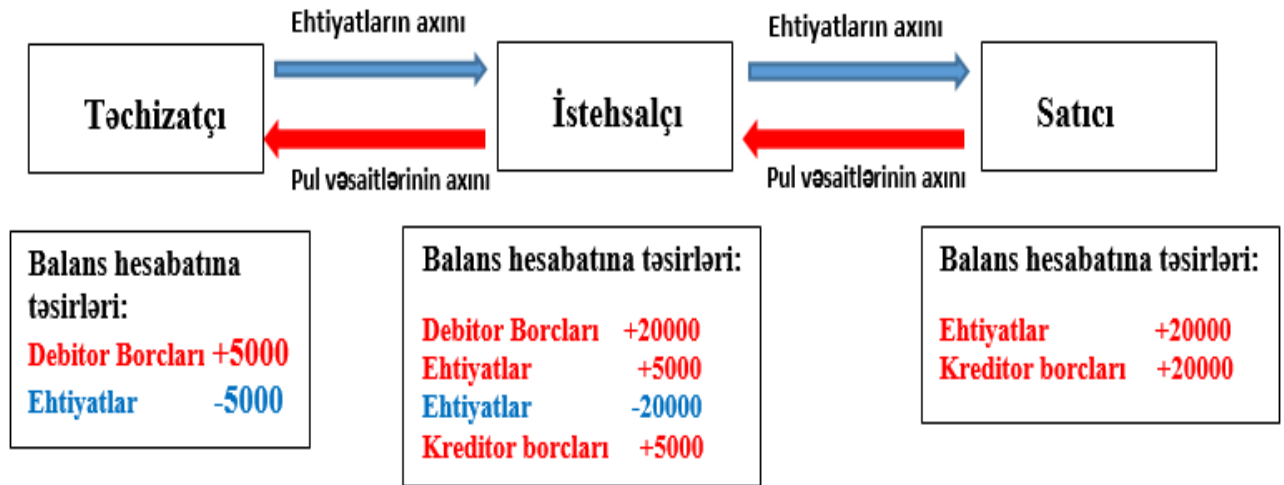 Ehtiyatların axını
Ehtiyatların axını
Təchizatçı
İstehsalçı
Satıcı
Pul vəsaitlərinin axını
Pul vəsaitlərinin axını
Balans hesabatına
təsirləri:
Debitor Borcları +5000
Ehtiyatlar -5000
Balans hesabatına təsirləri:
Debitor Borcları +20000
Ehtiyatlar +5000
Ehtiyatlar -20000
Kreditor borcları +5000
Balans hesabatına təsirləri:
Ehtiyatlar +20000
Kreditor borcları +20000